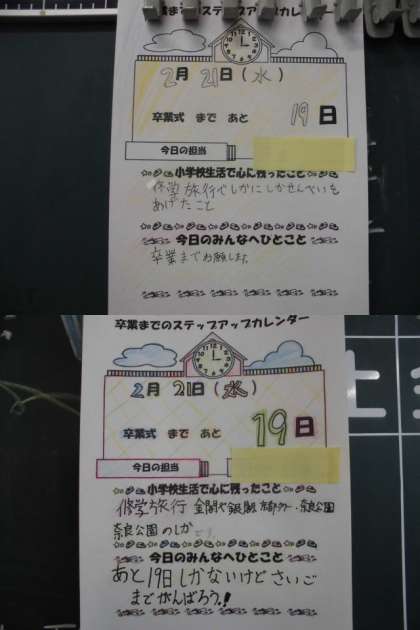 業までのステップアップカレンダー
2月 21日(水)
卒業式 まで あと 19日
今日の担当
小学校生活で心に残ったこと
修学旅行でしかにしかせんべいを
あげたこと
今日のみんなへひとこと
卒業までお願します。
卒業までのステップアップカレンダー
2月 21日(水)
卒業式 まで あと 19日
今日の担当
小学校生活で心に残ったこと
修学旅行 金閣や銀閣 ・奈良公園
奈良公園のしか
今日のみんなへひとこと
あと19日しかないけどさいご
までがんばろう!